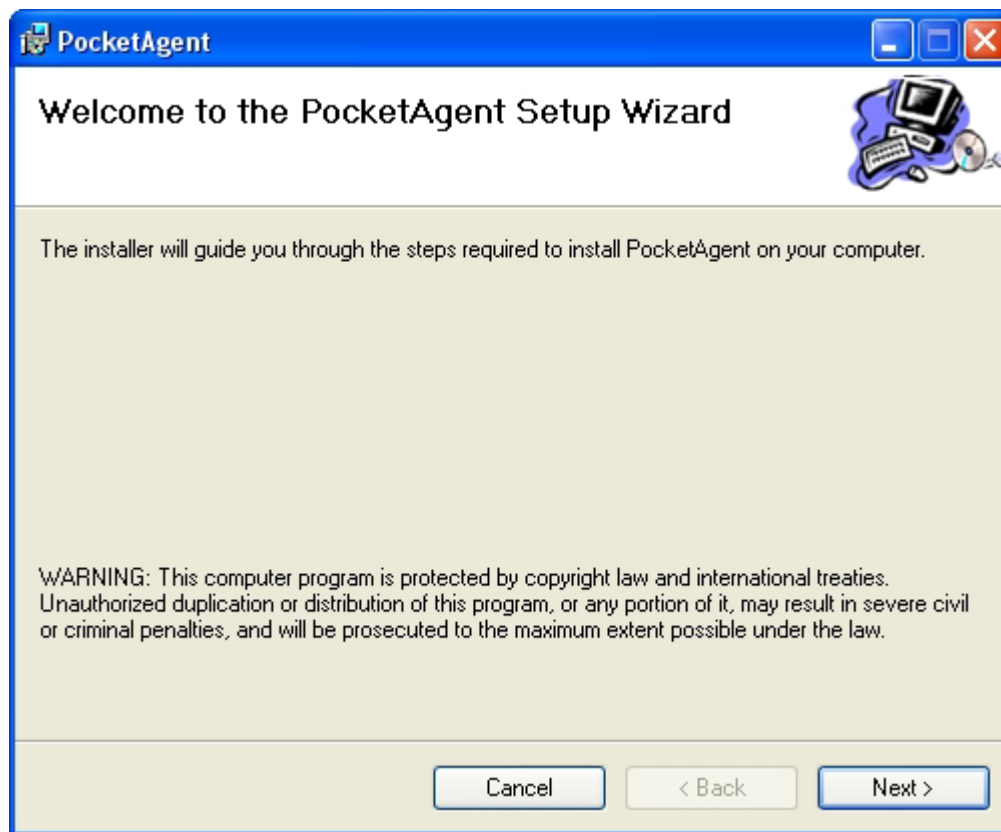 PocketAgent
Welcome to the PocketAgent Setup Wizard
The installer will guide you through the steps required to install PocketAgent on your computer.
WARNING: This computer program is protected by copyright law and international treaties.
Unauthorized duplication or distribution of this program, or any portion of it, may result in severe civil
or criminal penalties, and will be prosecuted to the maximum extent possible under the law.
Cancel < Back Next >